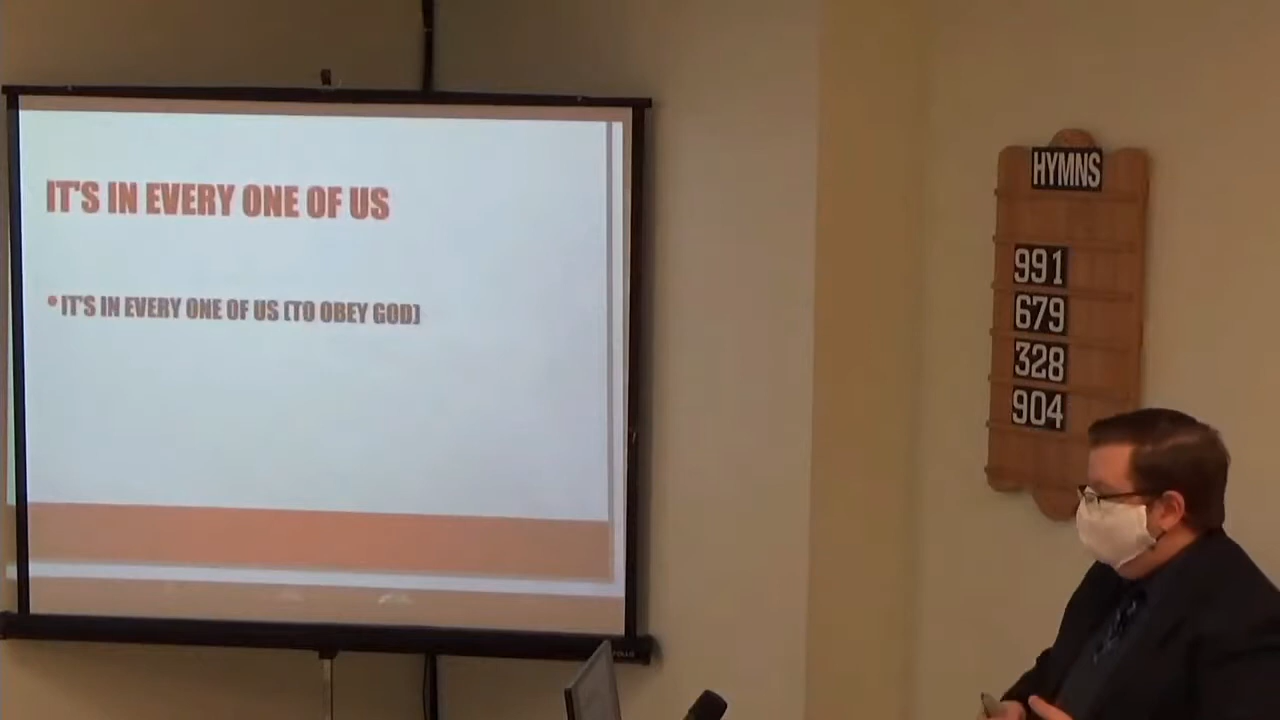 IT'S IN EVERY ONE OF US
•IT'S IN EVERY ONE OF US (TO OBEY GOD)
HYMNS
991
679
328
904